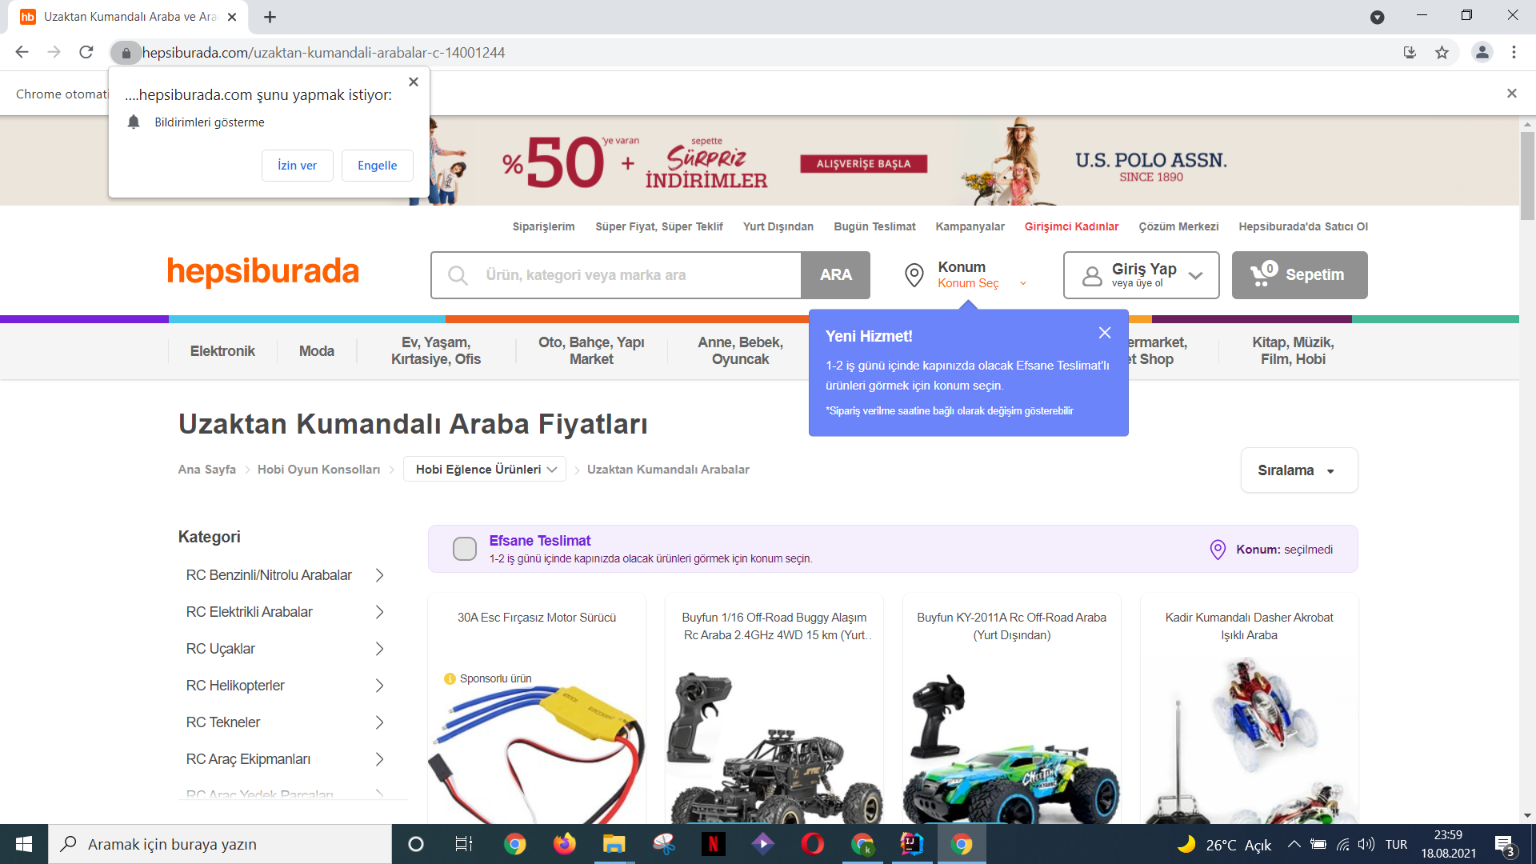 Uzaktan Kumandalı Araba ve Ara
hepsiburada.com/uzaktan-kumandali-arabalar-c-14001244
Chrome otomati
....hepsiburada.com şunu yapmak istiyor:
Bildirimleri gösterme
İzin ver
Engelle
%50'ye varan + sepette SÜRPRİZ İNDİRİMLER
ALIŞVERİŞE BAŞLA
U.S. POLO ASSN.
SINCE 1890
Siparişlerim Süper Fiyat, Süper Teklif Yurt Dışından Bugün Teslimat Kampanyalar Girişimci Kadınlar Çözüm Merkezi Hepsiburada'da Satıcı Ol
hepsiburada
Ürün, kategori veya marka ara
ARA
Konum
Konum Seç
Giriş Yap
veya üye ol
0 Sepetim
Elektronik
Moda
Ev, Yaşam,
Kırtasiye, Ofis
Oto, Bahçe, Yapı
Market
Anne, Bebek,
Oyuncak
ermarket,
et Shop
Kitap, Müzik,
Film, Hobi
Yeni Hizmet!
1-2 iş günü içinde kapınızda olacak Efsane Teslimat'lı
ürünleri görmek için konum seçin.
*Sipariş verilme saatine bağlı olarak değişim gösterebilir
Uzaktan Kumandalı Araba Fiyatları
Ana Sayfa Hobi Oyun Konsolları Hobi Eğlence Ürünleri Uzaktan Kumandalı Arabalar
Sıralama
Kategori
RC Benzinli/Nitrolu Arabalar
RC Elektrikli Arabalar
RC Uçaklar
RC Helikopterler
RC Tekneler
RC Araç Ekipmanları
RC Araç Yedek Parçaları
Efsane Teslimat
1-2 iş günü içinde kapınızda olacak ürünleri görmek için konum seçin.
Konum: seçilmedi
30A Esc Fırçasız Motor Sürücü
Sponsorlu ürün
Buyfun 1/16 Off-Road Buggy Alaşım
Rc Araba 2.4GHz 4WD 15 km (Yurt..
Buyfun KY-2011A Rc Off-Road Araba
(Yurt Dışından)
Kadir Kumandalı Dasher Akrobat
Işıklı Araba
Aramak için buraya yazın
26°C Açık
TUR
23:59
18.08.2021
3